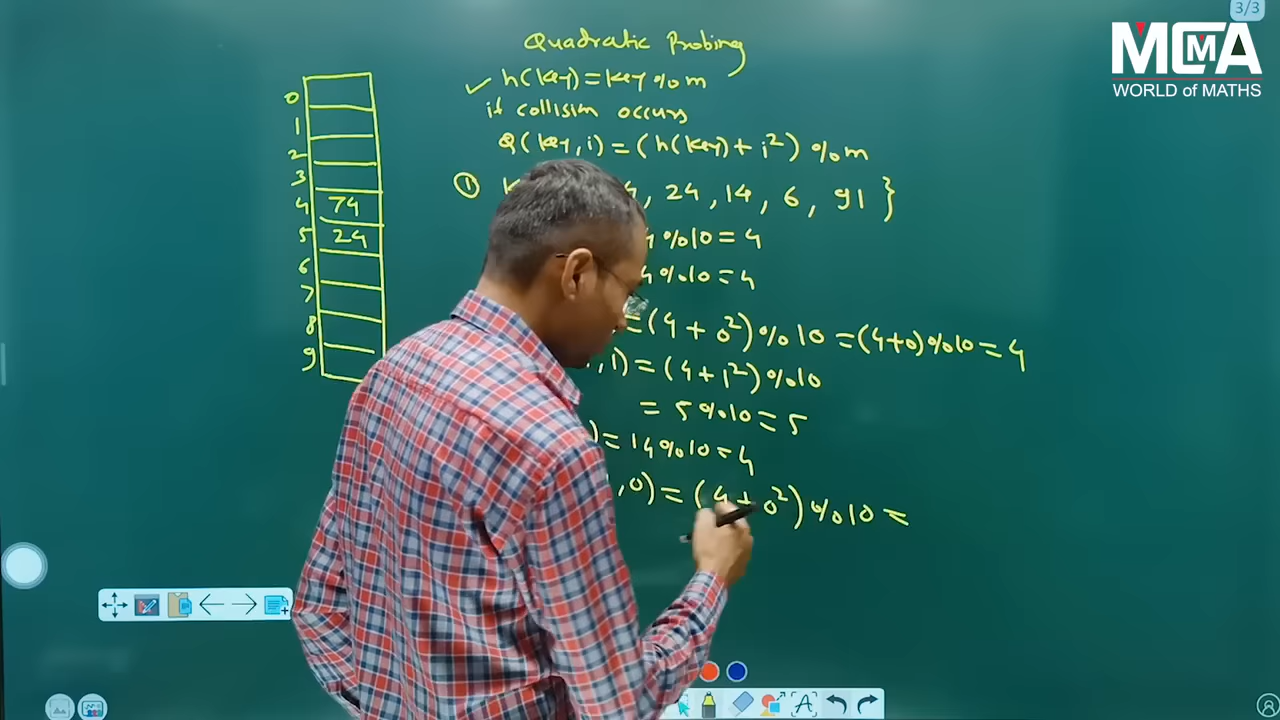 3/3
MCMA
WORLD of MATHS
Quadratic Probing
✓ h(key) = key % m
if collision occurs
Q(key, i) = (h(key) + i²) % m
① K , 24, 14, 6, 91 }
4 % 10 = 4
4 % 10 = 4
= (4 + 0²) % 10 = (4+0) % 10 = 4
, 1) = (4 + 1²) % 10
= 5 % 10 = 5
) = 14 % 10 = 4
, 0) = (4 + 0²) % 10 =
0
1
2
3
4 74
5 24
6
7
8
9